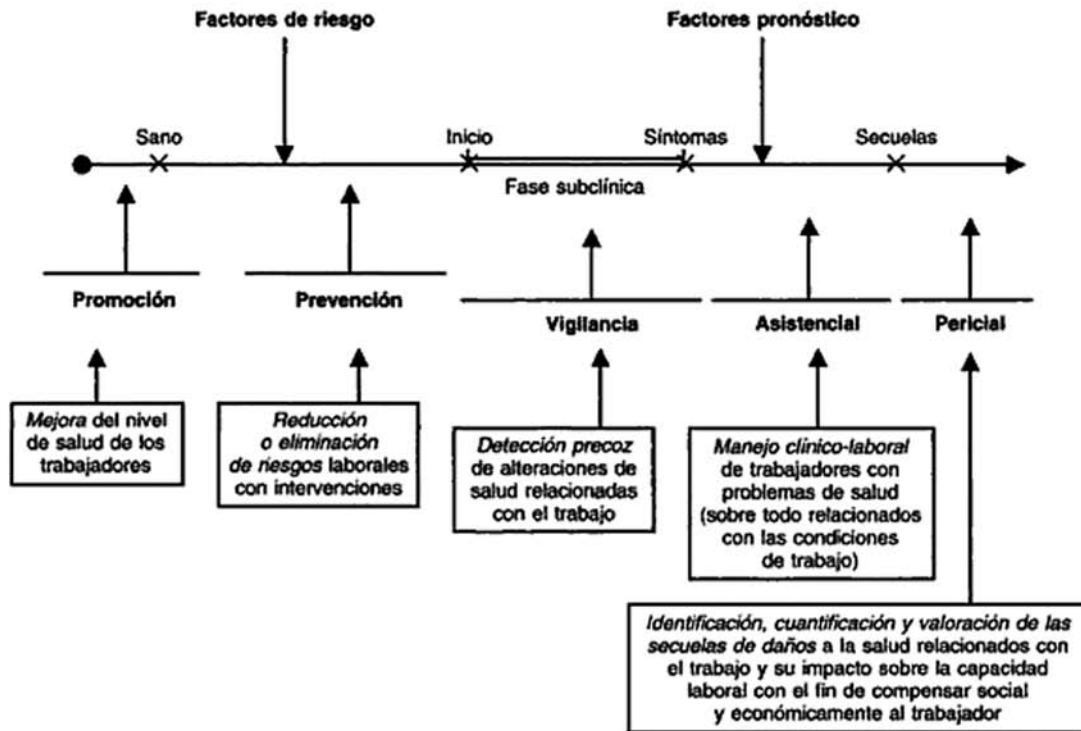 Factores de riesgo
Factores pronóstico
Sano
Inicio
Síntomas
Secuelas
Fase subclínica
Promoción
Prevención
Vigilancia
Asistencial
Pericial
Mejora del nivel
de salud de los
trabajadores
Reducción
o eliminación
de riesgos laborales
con intervenciones
Detección precoz
de alteraciones de
salud relacionadas
con el trabajo
Manejo clínico-laboral
de trabajadores con
problemas de salud
(sobre todo relacionados
con las condiciones
de trabajo)
Identificación, cuantificación y valoración de las
secuelas de daños a la salud relacionados con
el trabajo y su impacto sobre la capacidad
laboral con el fin de compensar social
y económicamente al trabajador